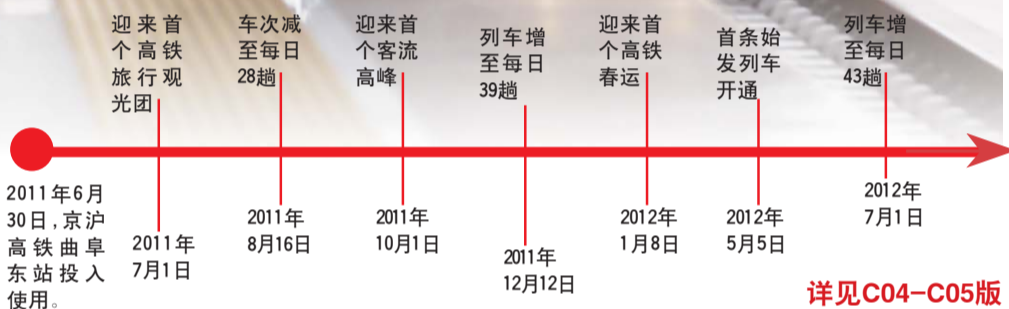 迎来首
个高铁
旅行观
光团
车次减
至每日
28趟
迎来首
个客流
高峰
列车增
至每日
39趟
迎来首
个高铁
春运
首条始
发列车
开通
列车增
至每日
43趟
2011年6月
30日，京沪
高铁曲阜
东站投入
使用。
2011年
7月1日
2011年
8月16日
2011年
10月1日
2011年
12月12日
2012年
1月8日
2012年
5月5日
2012年
7月1日
详见C04-C05版